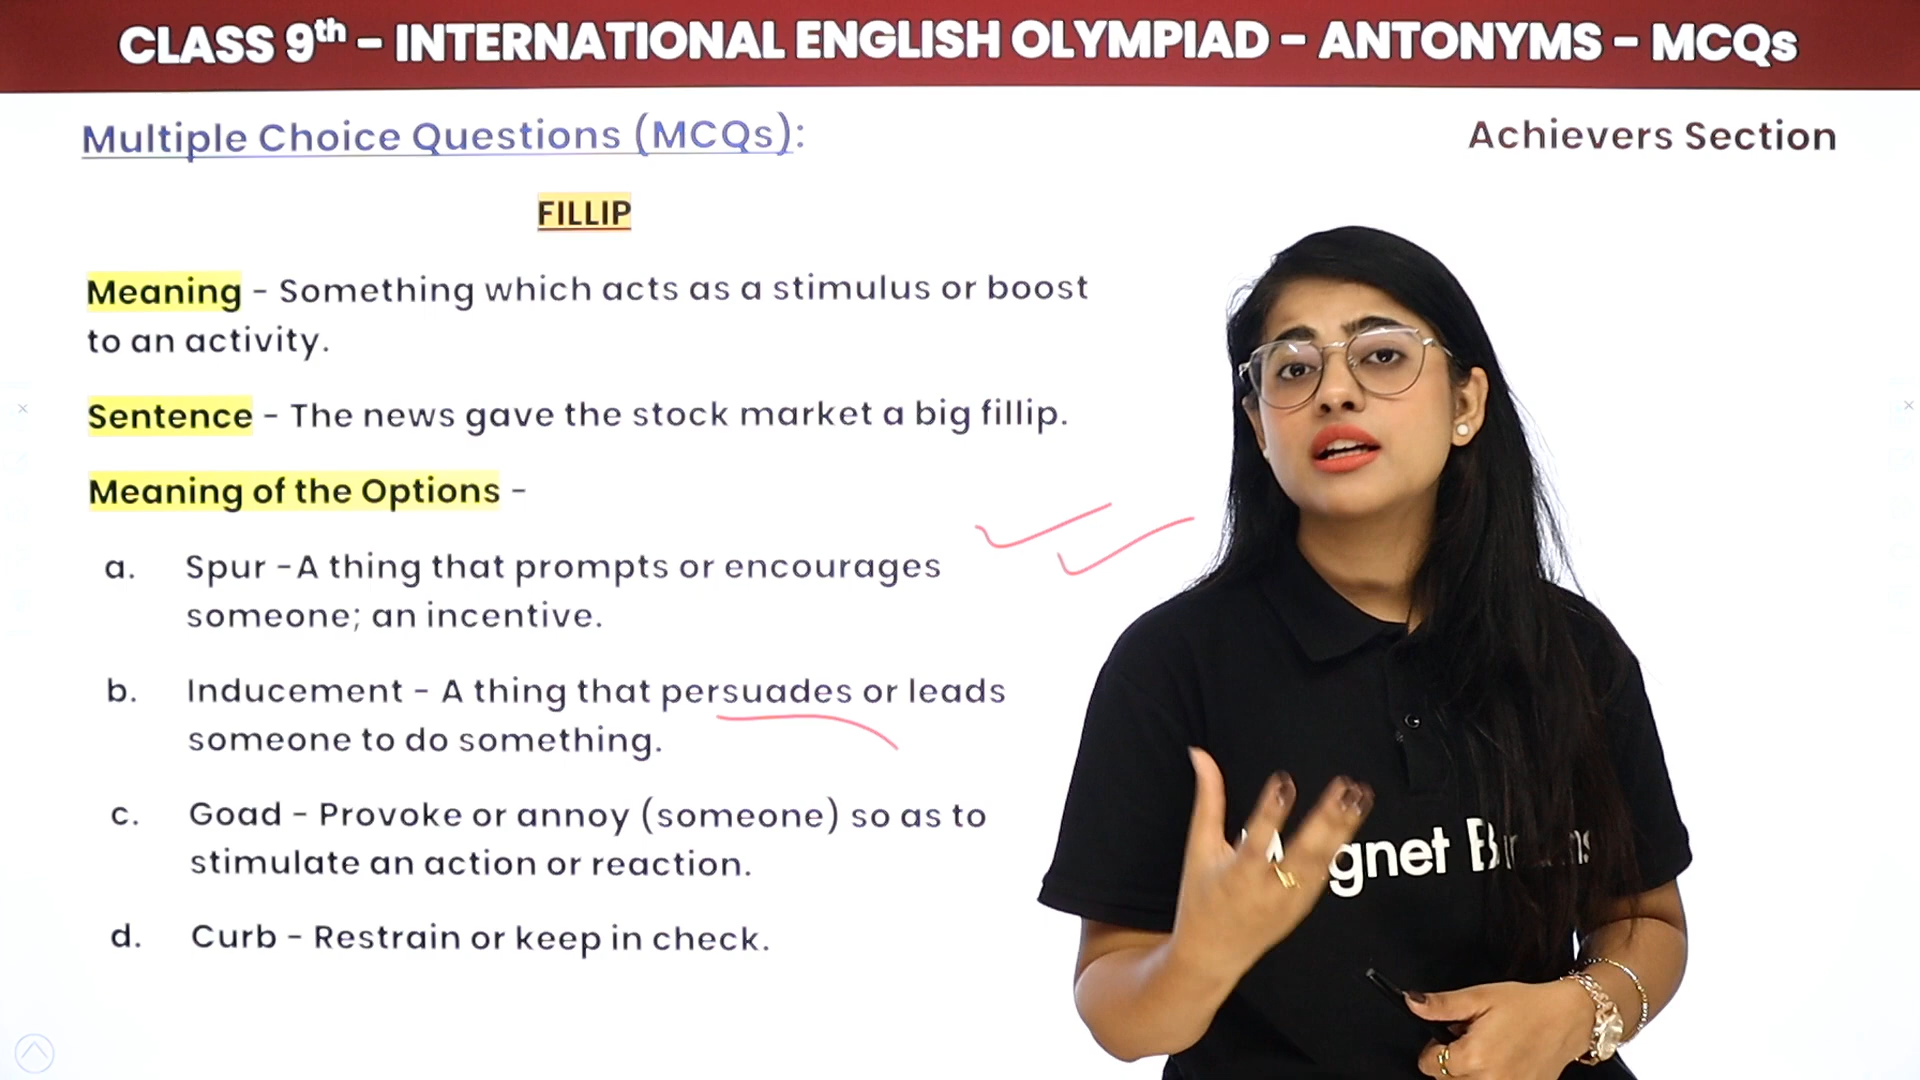 CLASS 9th – INTERNATIONAL ENGLISH OLYMPIAD – ANTONYMS – MCQs
Multiple Choice Questions (MCQs):
Achievers Section
FILLIP
Meaning - Something which acts as a stimulus or boost
to an activity.
Sentence - The news gave the stock market a big fillip.
Meaning of the Options -
a. Spur -A thing that prompts or encourages
someone; an incentive.
b. Inducement - A thing that persuades or leads
someone to do something.
c. Goad - Provoke or annoy (someone) so as to
stimulate an action or reaction.
d. Curb - Restrain or keep in check.